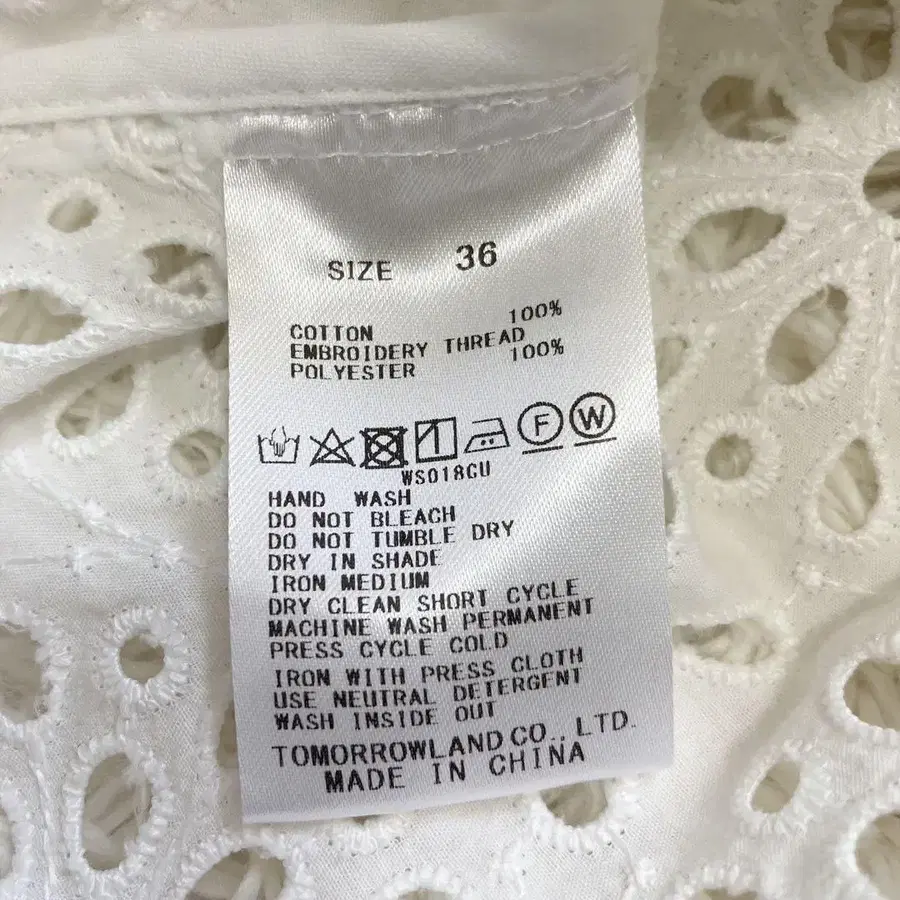 SIZE 36
COTTON 100%
EMBROIDERY THREAD
POLYESTER 100%
F W
WS018CU
HAND WASH
DO NOT BLEACH
DO NOT TUMBLE DRY
DRY IN SHADE
IRON MEDIUM
DRY CLEAN SHORT CYCLE
MACHINE WASH PERMANENT
PRESS CYCLE COLD
IRON WITH PRESS CLOTH
USE NEUTRAL DETERGENT
WASH INSIDE OUT
TOMORROWLAND CO., LTD.
MADE IN CHINA